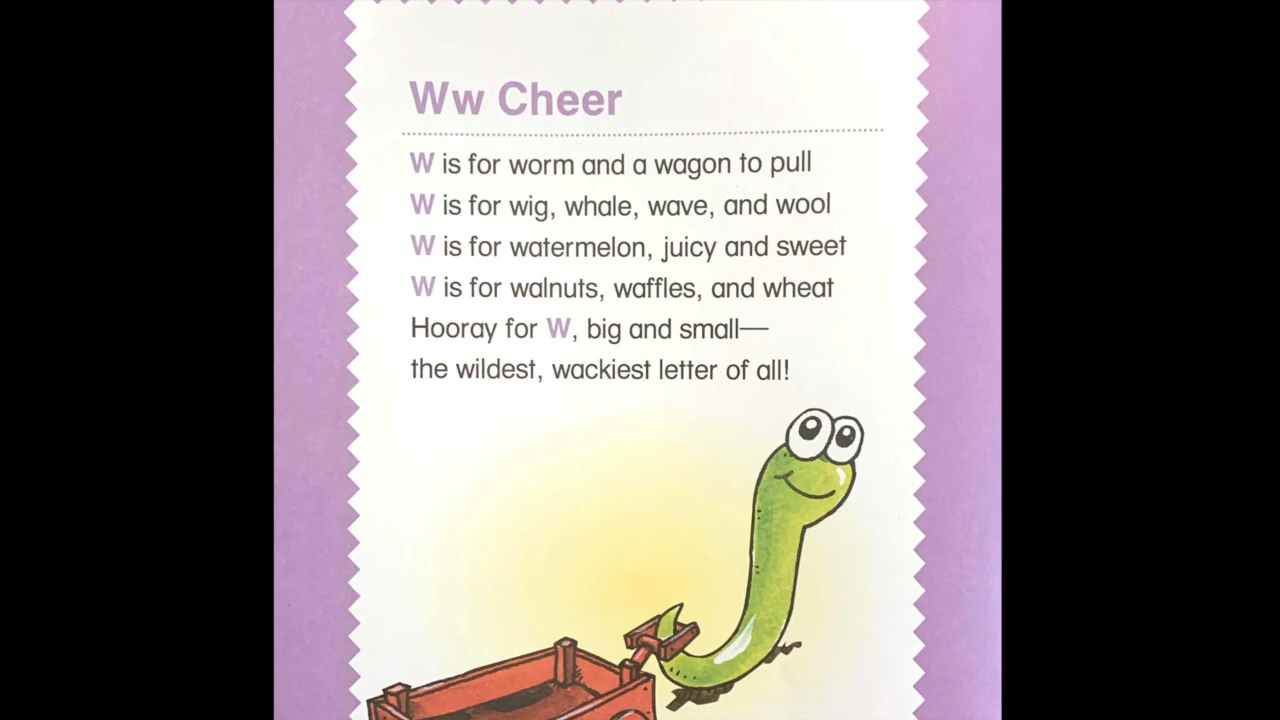 Ww Cheer
W is for worm and a wagon to pull
W is for wig, whale, wave, and wool
W is for watermelon, juicy and sweet
W is for walnuts, waffles, and wheat
Hooray for W, big and small—
the wildest, wackiest letter of all!